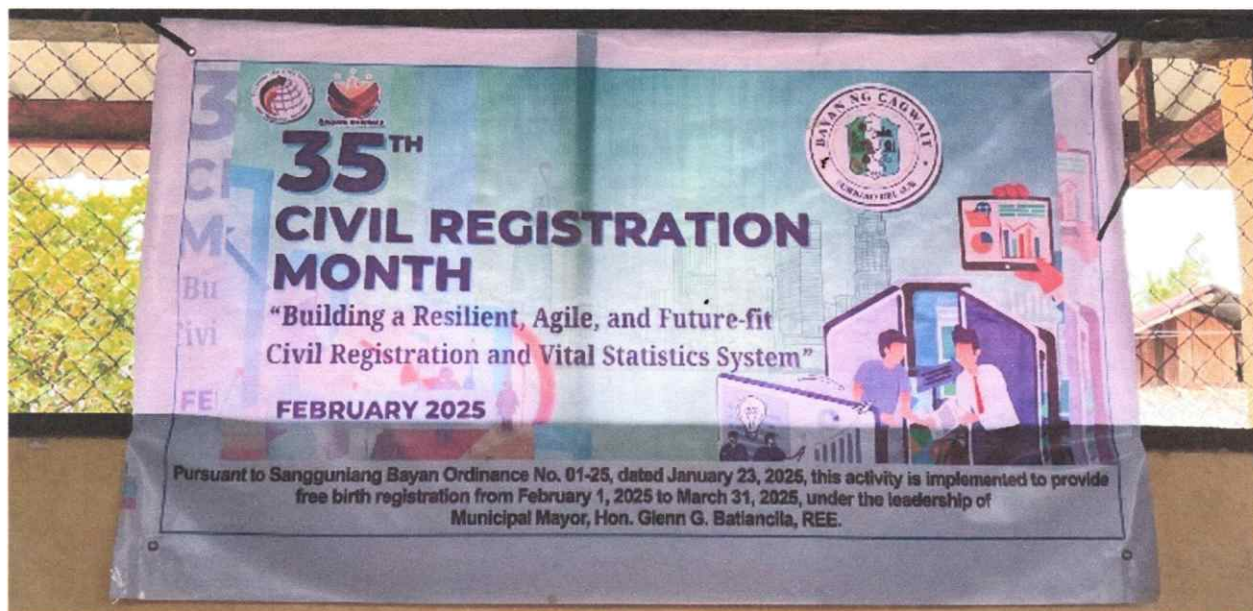 35TH
CIVIL REGISTRATION
MONTH
“Building a Resilient, Agile, and Future-fit
Civil Registration and Vital Statistics System”
FEBRUARY 2025
BAYAN NG CAGWAIT
Pursuant to Sangguniang Bayan Ordinance No. 01-25, dated January 23, 2025, this activity is implemented to provide
free birth registration from February 1, 2025 to March 31, 2025, under the leadership of
Municipal Mayor, Hon. Glenn G. Batiancila, REE.